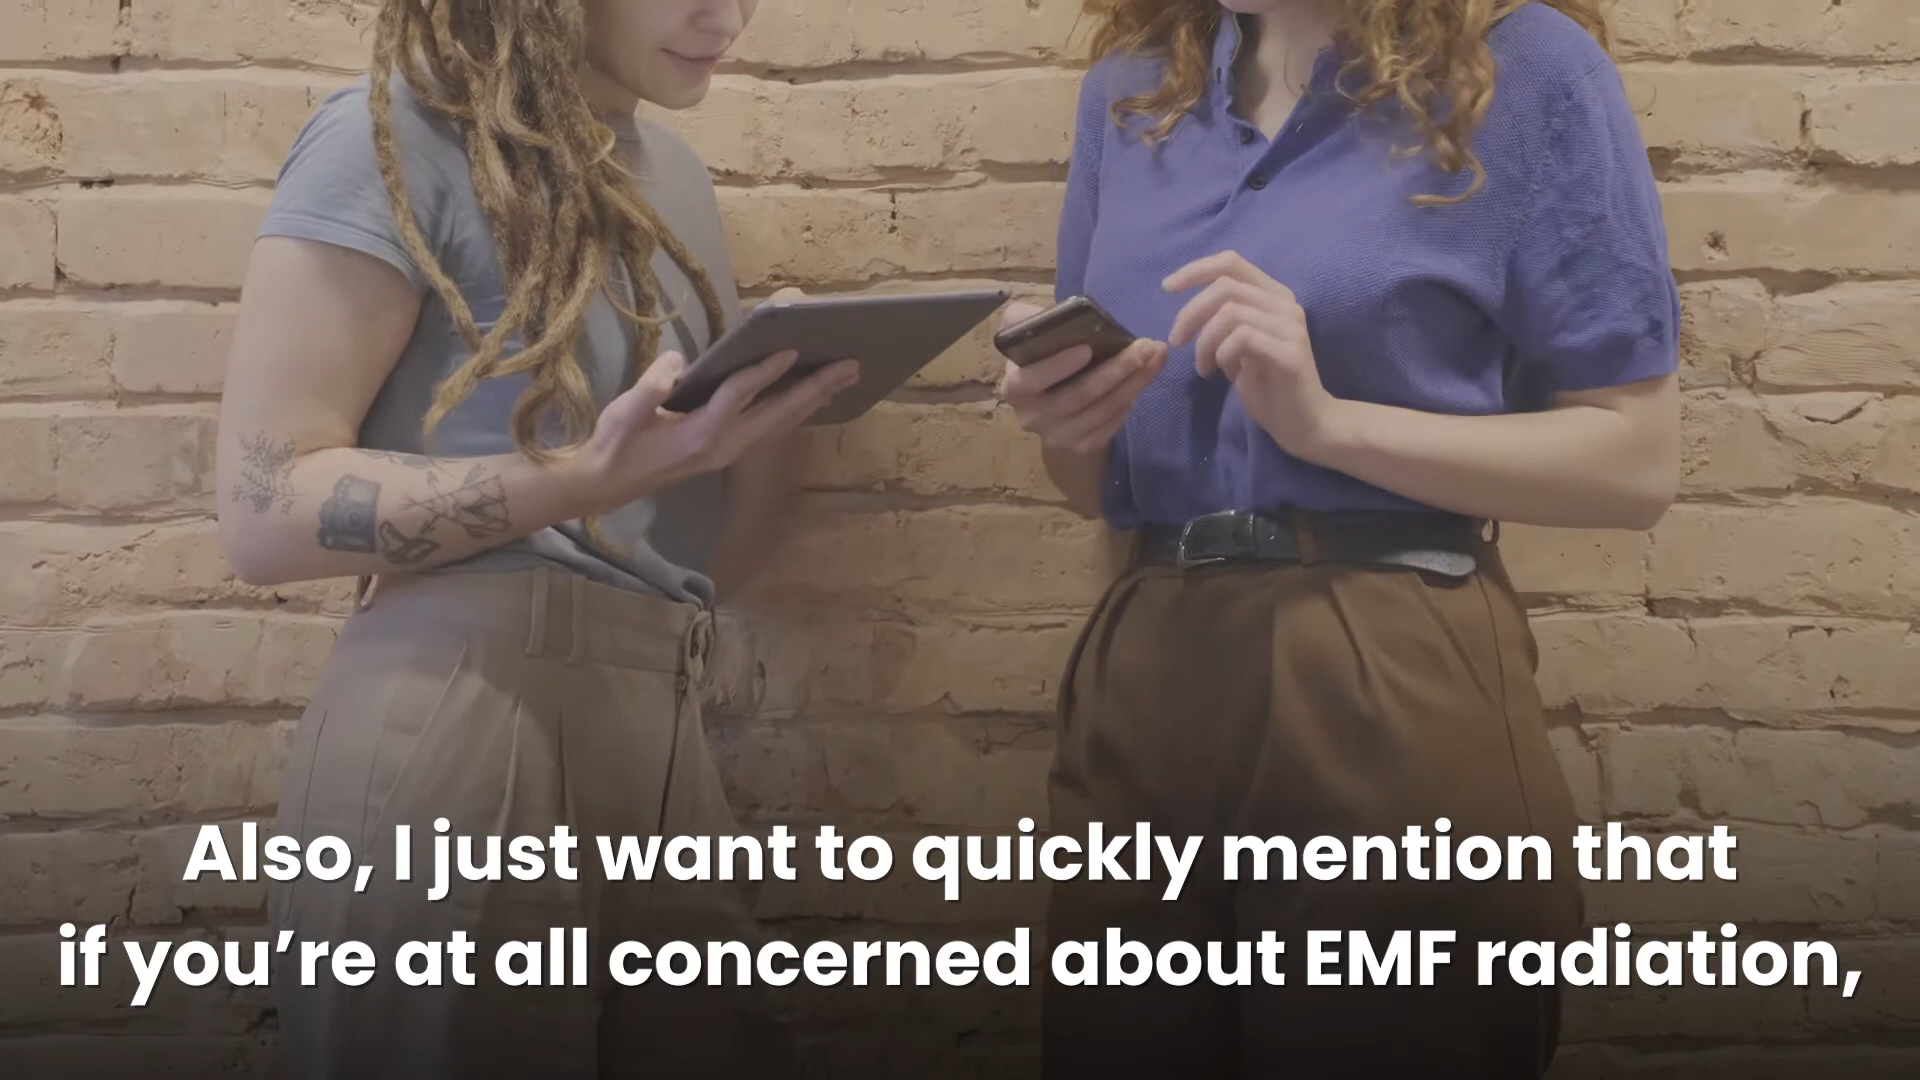 Also, I just want to quickly mention that
if you’re at all concerned about EMF radiation,